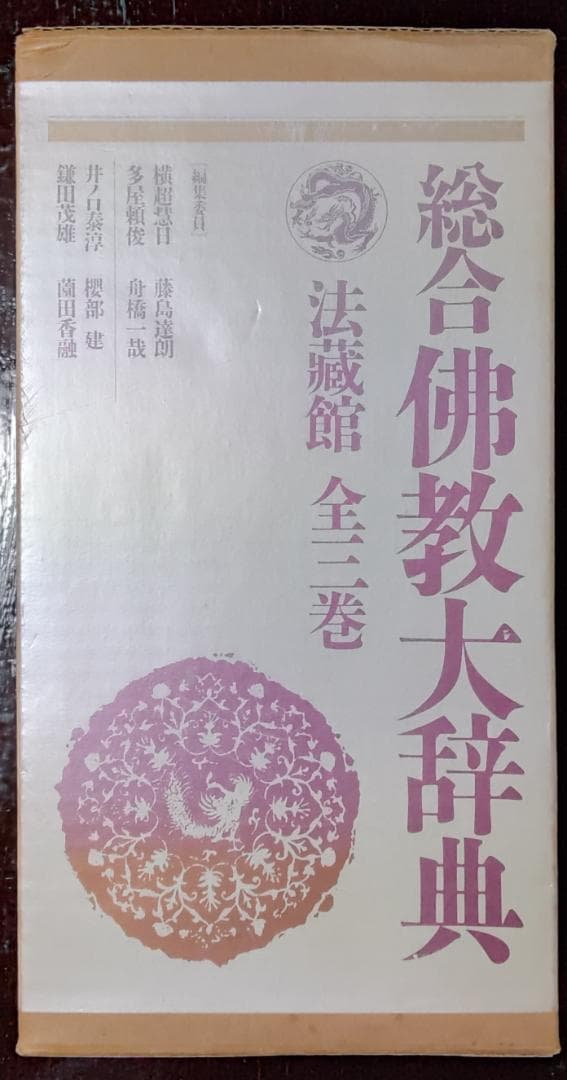 総合佛教大辞典
法藏館 全三巻
［編集委員］
横超慧日 藤島達朗
多屋頼俊 舟橋一哉
井ノ口泰淳 櫻部 建
鎌田茂雄 薗田香融